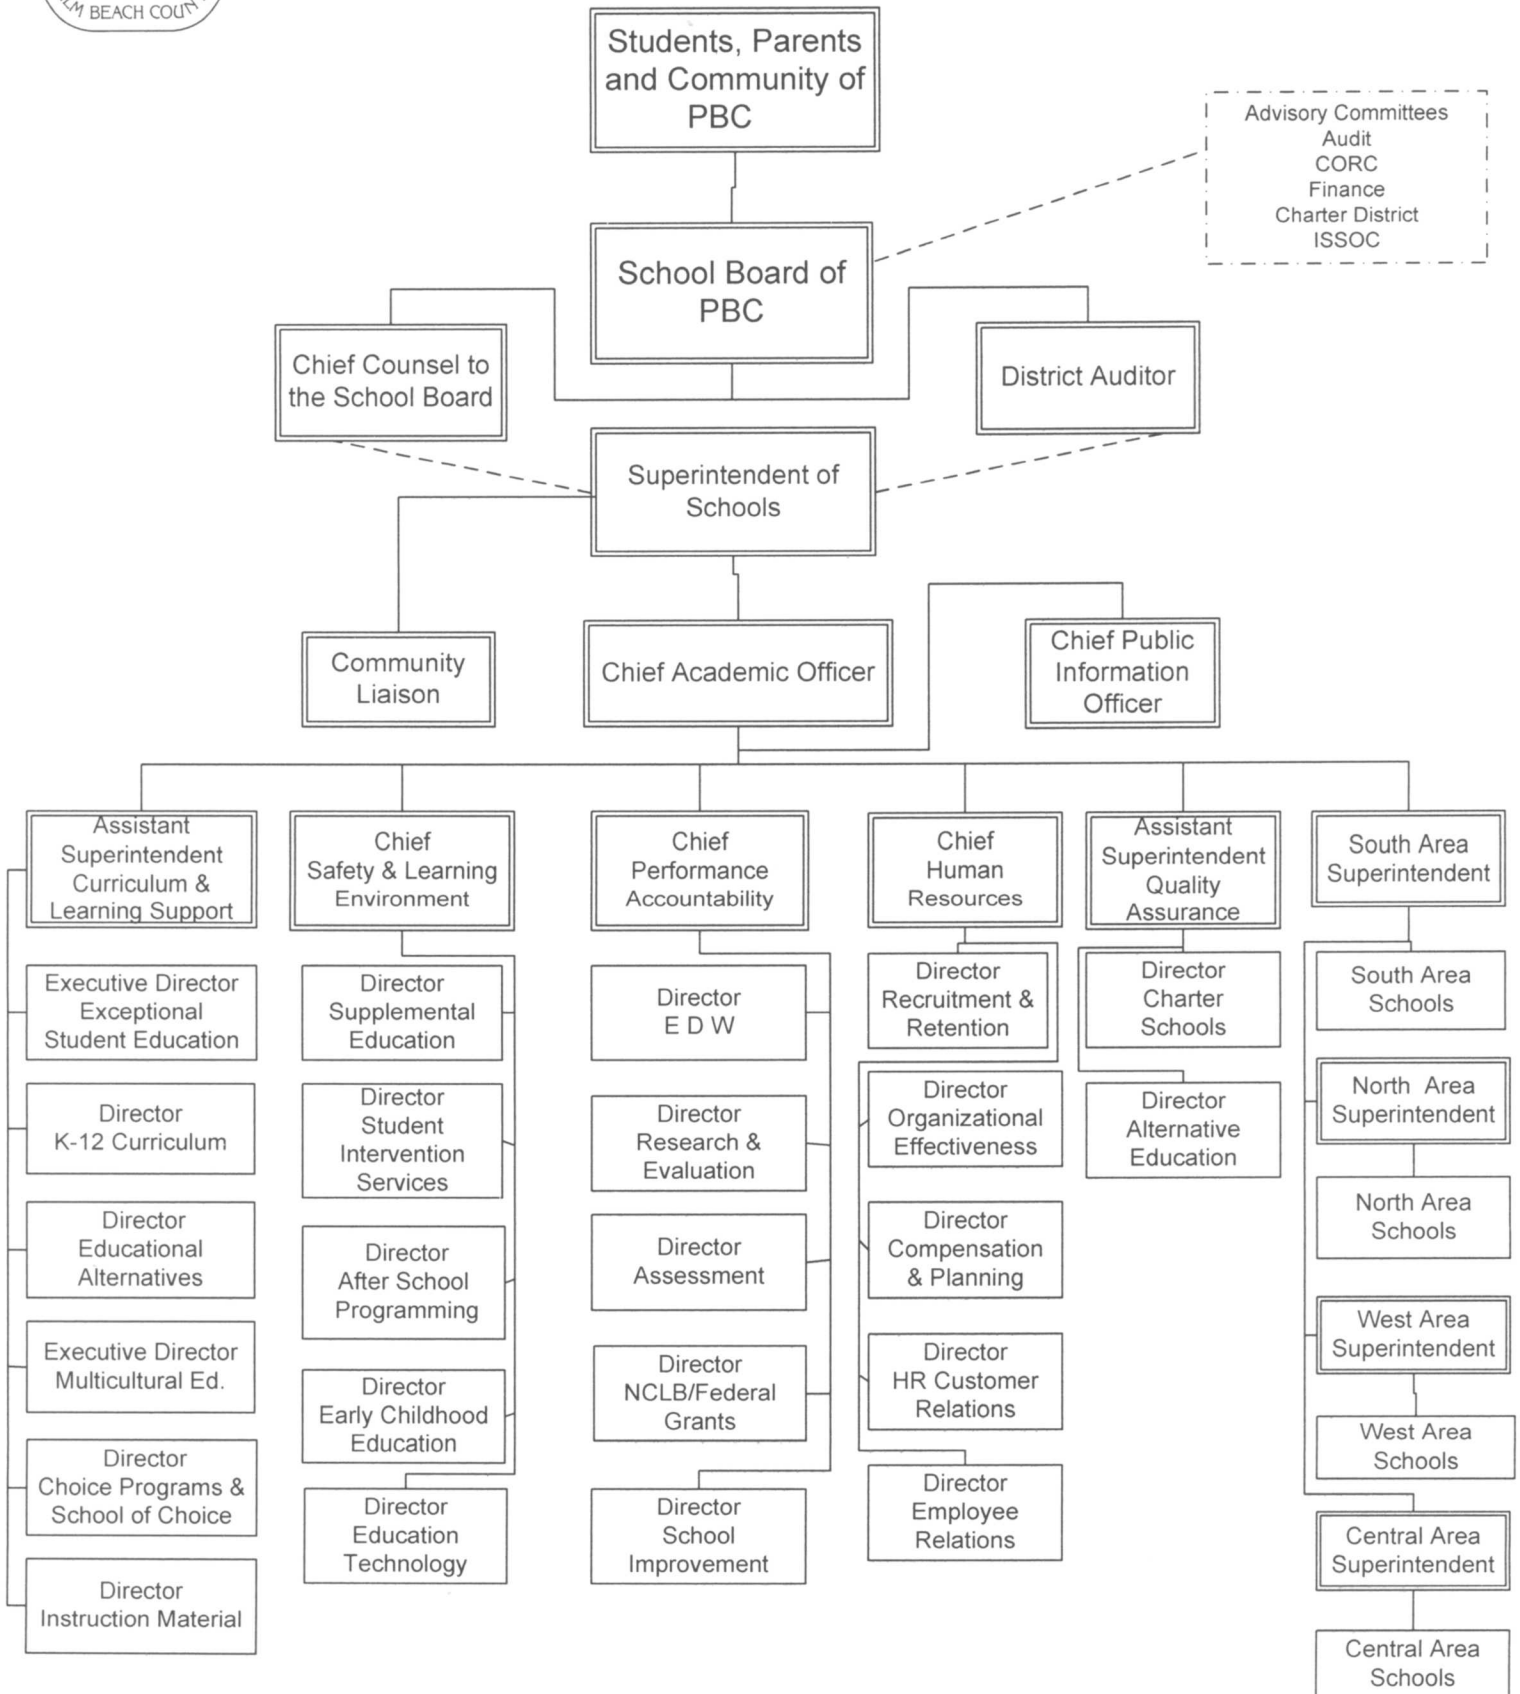 BEACH COUN
Students, Parents
and Community of
PBC
Advisory Committees
Audit
CORC
Finance
Charter District
ISSOC
School Board of
PBC
Chief Counsel to
the School Board
District Auditor
Superintendent of
Schools
Community
Liaison
Chief Academic Officer
Chief Public
Information
Officer
Assistant
Superintendent
Curriculum &
Learning Support
Executive Director
Exceptional
Student Education
Director
K-12 Curriculum
Director
Educational
Alternatives
Executive Director
Multicultural Ed.
Director
Choice Programs &
School of Choice
Director
Instruction Material
Chief
Safety & Learning
Environment
Director
Supplemental
Education
Director
Student
Intervention
Services
Director
After School
Programming
Director
Early Childhood
Education
Director
Education
Technology
Chief
Performance
Accountability
Director
E D W
Director
Research &
Evaluation
Director
Assessment
Director
NCLB/Federal
Grants
Director
School
Improvement
Chief
Human
Resources
Director
Recruitment &
Retention
Director
Organizational
Effectiveness
Director
Compensation
& Planning
Director
HR Customer
Relations
Director
Employee
Relations
Assistant
Superintendent
Quality
Assurance
Director
Charter
Schools
Director
Alternative
Education
South Area
Superintendent
South Area
Schools
North Area
Superintendent
North Area
Schools
West Area
Superintendent
West Area
Schools
Central Area
Superintendent
Central Area
Schools